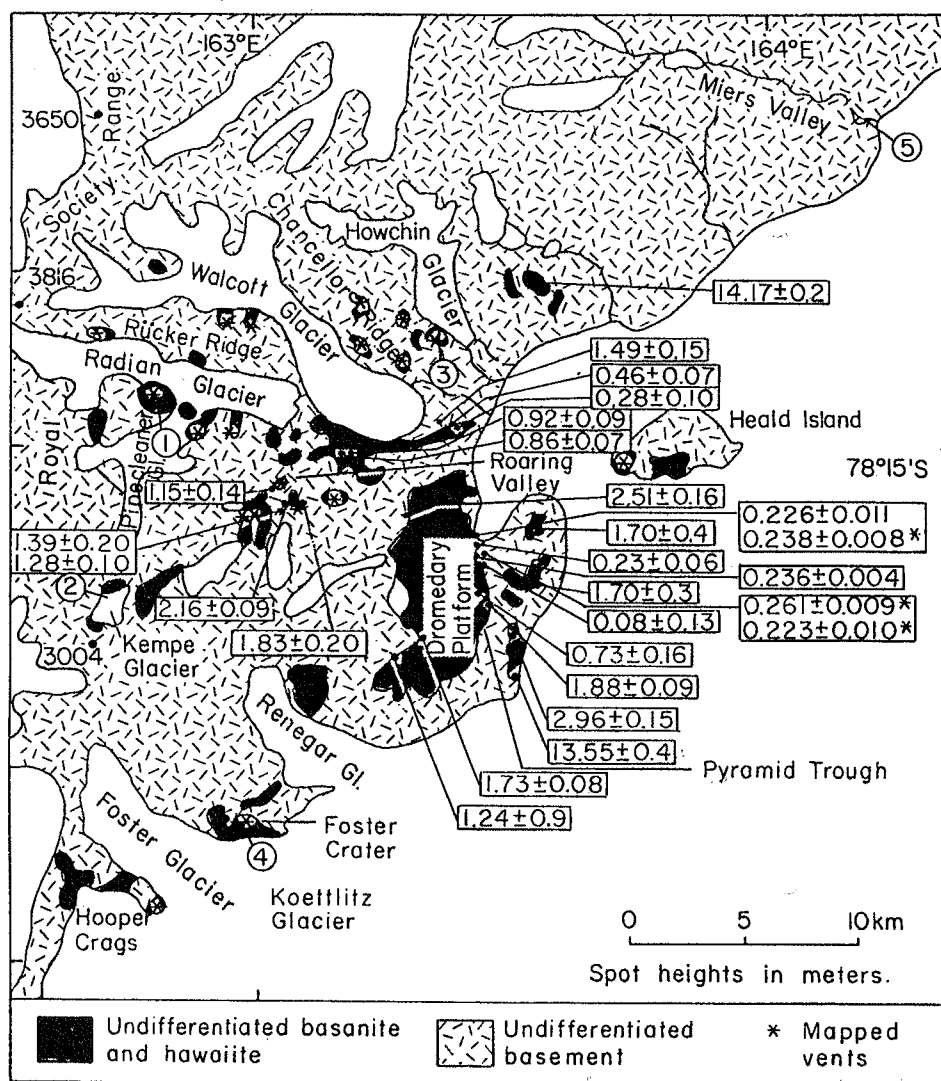 163°E
164°E
Miers Valley
3650
Range
5
Society
Chancellor Ridge
Howchin
Glacier
3816
Walcott
Glacier
14.17±0.2
Rucker Ridge
3
1.49±0.15
Radian
Glacier
0.46±0.07
0.28±0.10
Heald Island
0.92±0.09
0.86±0.07
Royal
1
Roaring
Valley
78°15'S
1.15±0.14
2.51±0.16
0.226±0.011
0.238±0.008*
1.70±0.4
1.39±0.20
1.28±0.10
0.23±0.06
0.236±0.004
Dromedary
Platform
1.70±0.3
2
2.16±0.09
0.08±0.13
0.261±0.009*
0.223±0.010*
1.83±0.20
3004
Kempe
Glacier
0.73±0.16
1.88±0.09
Renegar Gl.
2.96±0.15
13.55±0.4
Pyramid Trough
1.73±0.08
1.24±0.9
Foster Glacier
Foster
Crater
4
Koettlitz
Glacier
Hooper
Crags
0 5 10km
Spot heights in meters.
Undifferentiated basanite
and hawaiite
Undifferentiated
basement
* Mapped
vents